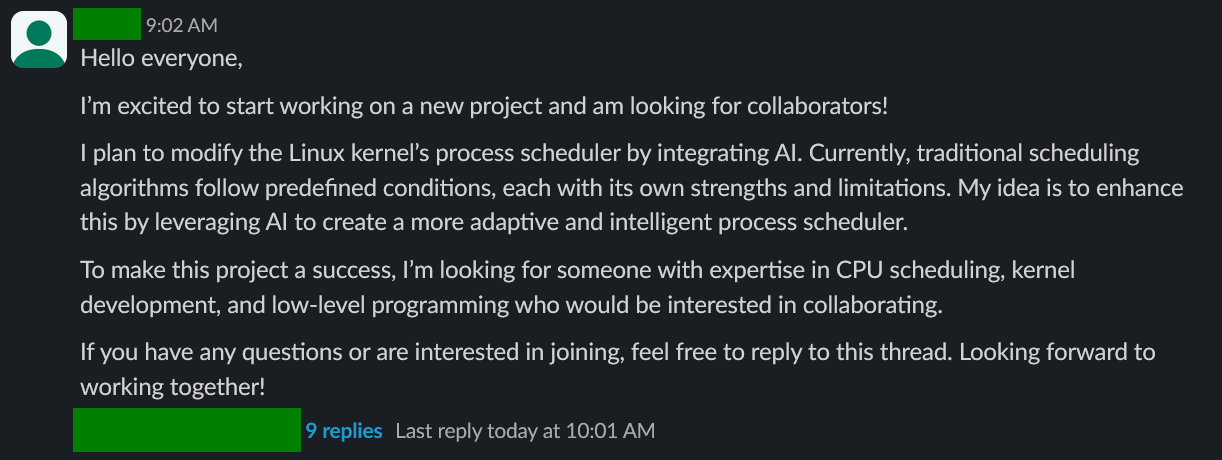 9:02 AM
Hello everyone,
I'm excited to start working on a new project and am looking for collaborators!
I plan to modify the Linux kernel's process scheduler by integrating AI. Currently, traditional scheduling
algorithms follow predefined conditions, each with its own strengths and limitations. My idea is to enhance
this by leveraging AI to create a more adaptive and intelligent process scheduler.
To make this project a success, I'm looking for someone with expertise in CPU scheduling, kernel
development, and low-level programming who would be interested in collaborating.
If you have any questions or are interested in joining, feel free to reply to this thread. Looking forward to
working together!
9 replies Last reply today at 10:01 AM